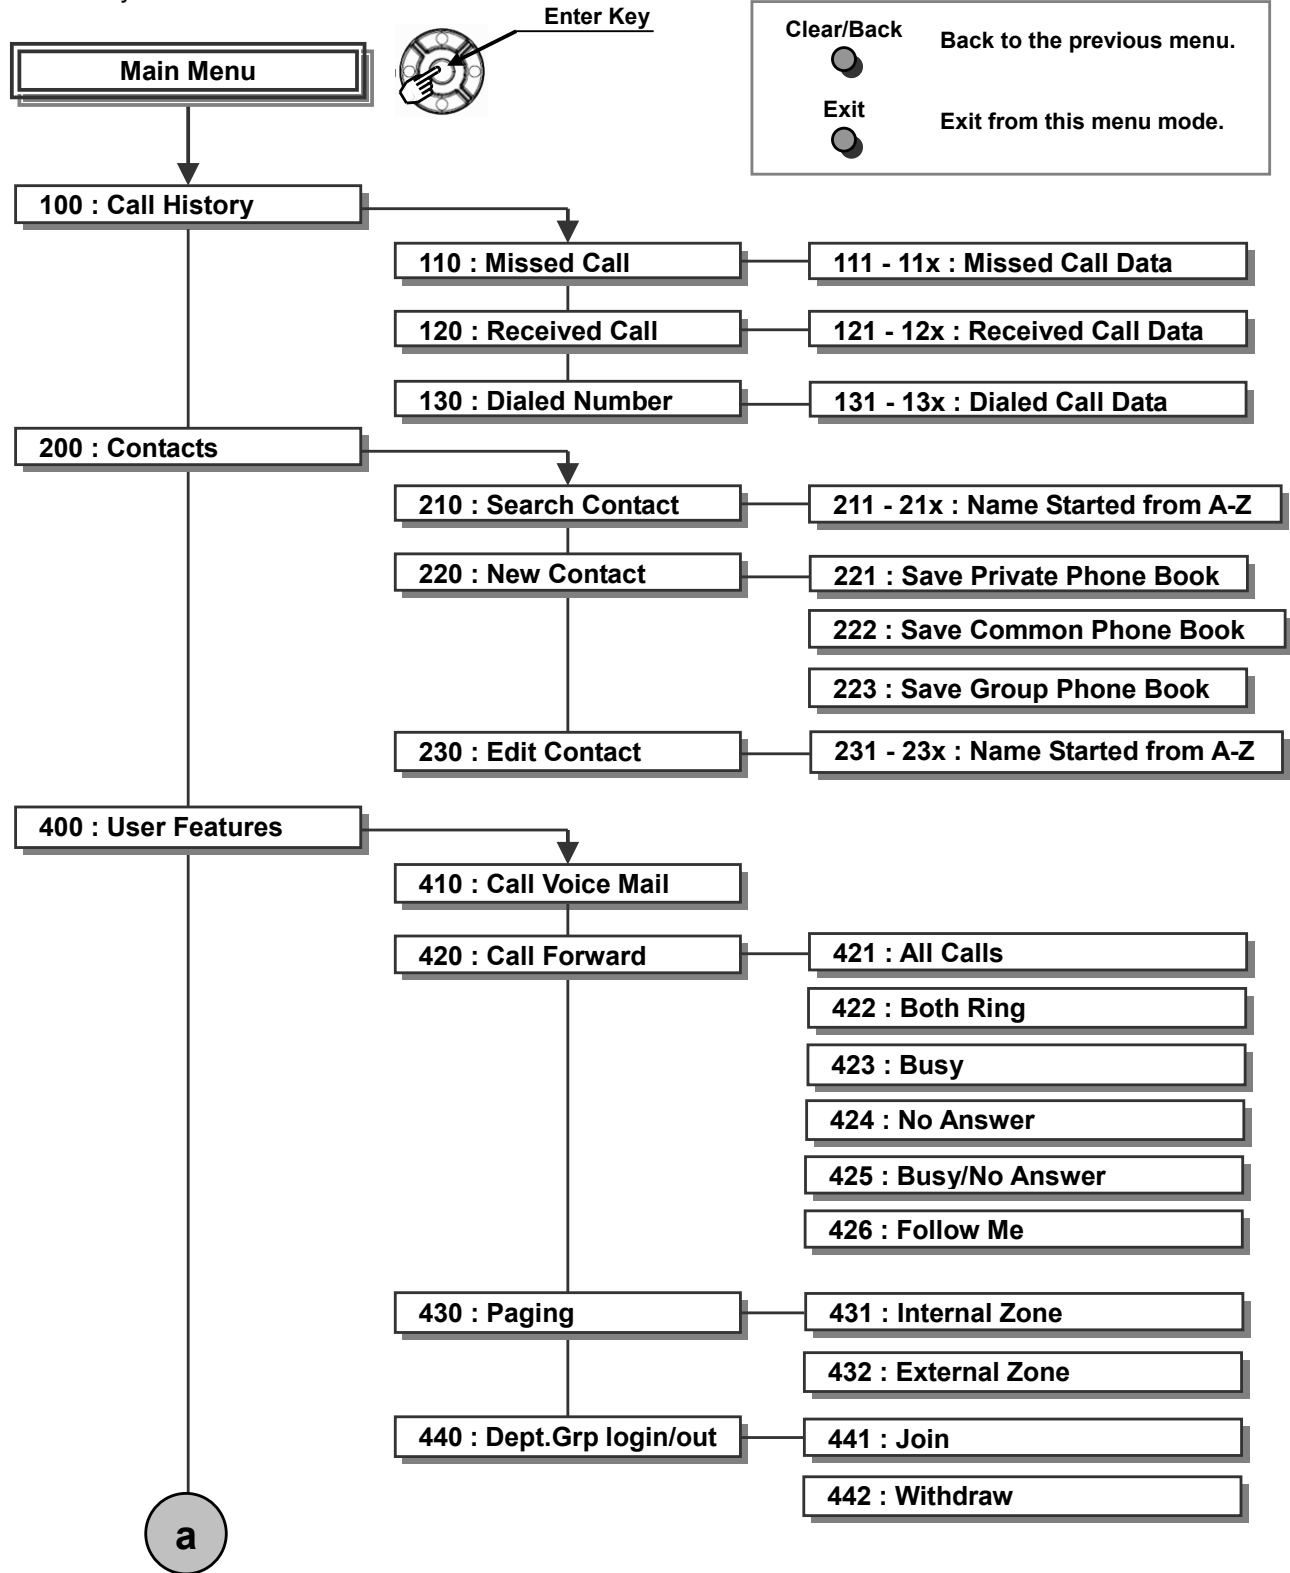 Enter Key
Clear/Back
Back to the previous menu.
Main Menu
Exit
Exit from this menu mode.
100 : Call History
110 : Missed Call
111 - 11x : Missed Call Data
120 : Received Call
121 - 12x : Received Call Data
130 : Dialed Number
131 - 13x : Dialed Call Data
200 : Contacts
210 : Search Contact
211 - 21x : Name Started from A-Z
220 : New Contact
221 : Save Private Phone Book
222 : Save Common Phone Book
223 : Save Group Phone Book
230 : Edit Contact
231 - 23x : Name Started from A-Z
400 : User Features
410 : Call Voice Mail
420 : Call Forward
421 : All Calls
422 : Both Ring
423 : Busy
424 : No Answer
425 : Busy/No Answer
426 : Follow Me
430 : Paging
431 : Internal Zone
432 : External Zone
440 : Dept.Grp login/out
441 : Join
442 : Withdraw
a